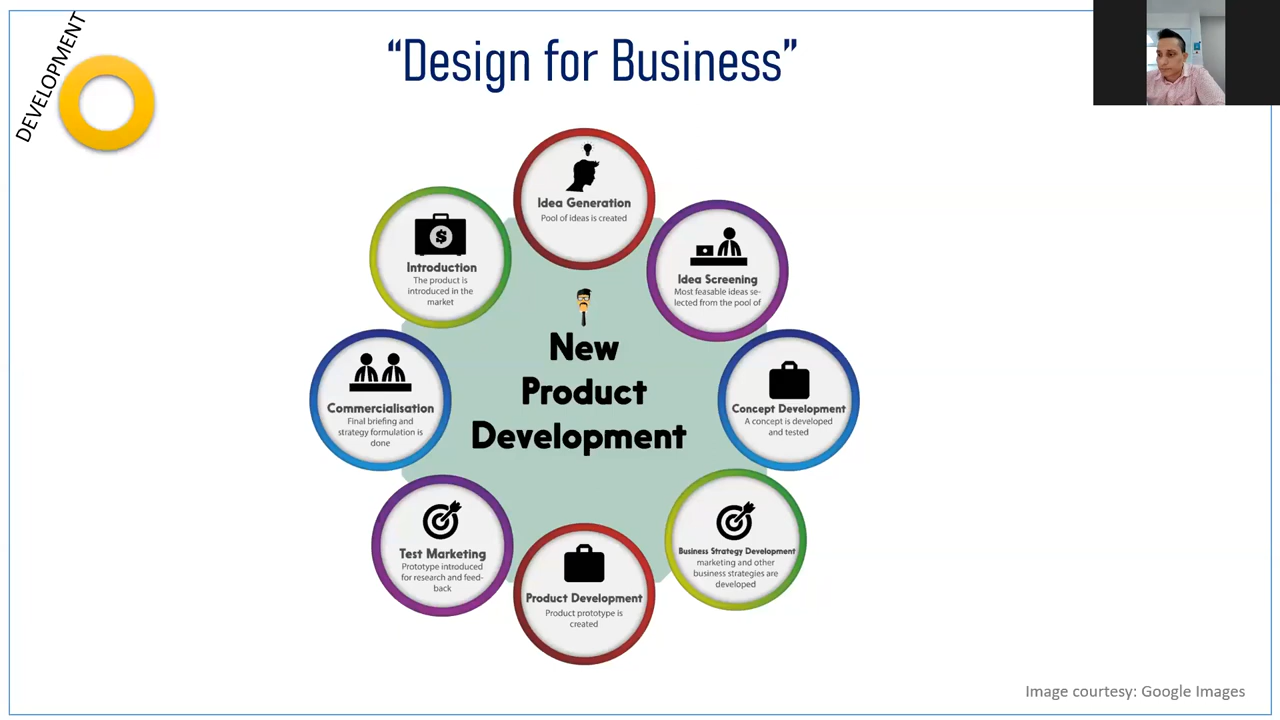 DEVELOPMENT
“Design for Business”
Idea Generation
Pool of ideas is created
Idea Screening
Most feasable ideas se-
lected from the pool of
Concept Development
A concept is developed
and tested
Business Strategy Development
marketing and other
business strategies are
developed
Product Development
Product prototype is
created
Test Marketing
Prototype introduced
for research and feed-
back
Commercialisation
Final briefing and
strategy formulation is
done
$
Introduction
The product is
introduced in the
market
New
Product
Development
Image courtesy: Google Images